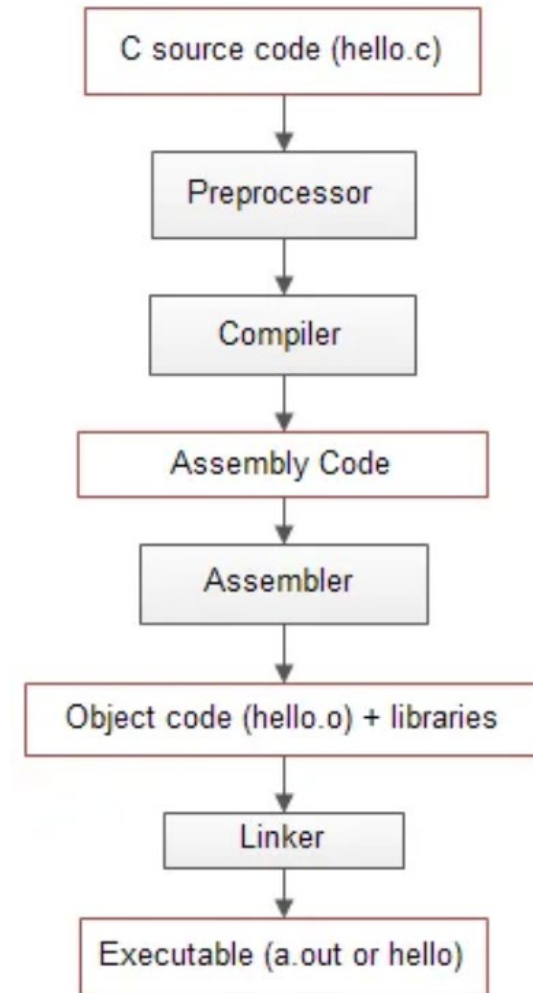 C source code (hello.c)
Preprocessor
Compiler
Assembly Code
Assembler
Object code (hello.o) + libraries
Linker
Executable (a.out or hello)